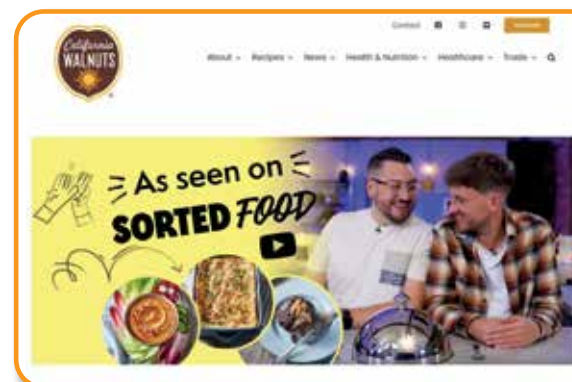 Contact
California
WALNUTS
About
Recipes
News
Health & Nutrition
Healthcare
Trade
As seen on
SORTED FOOD